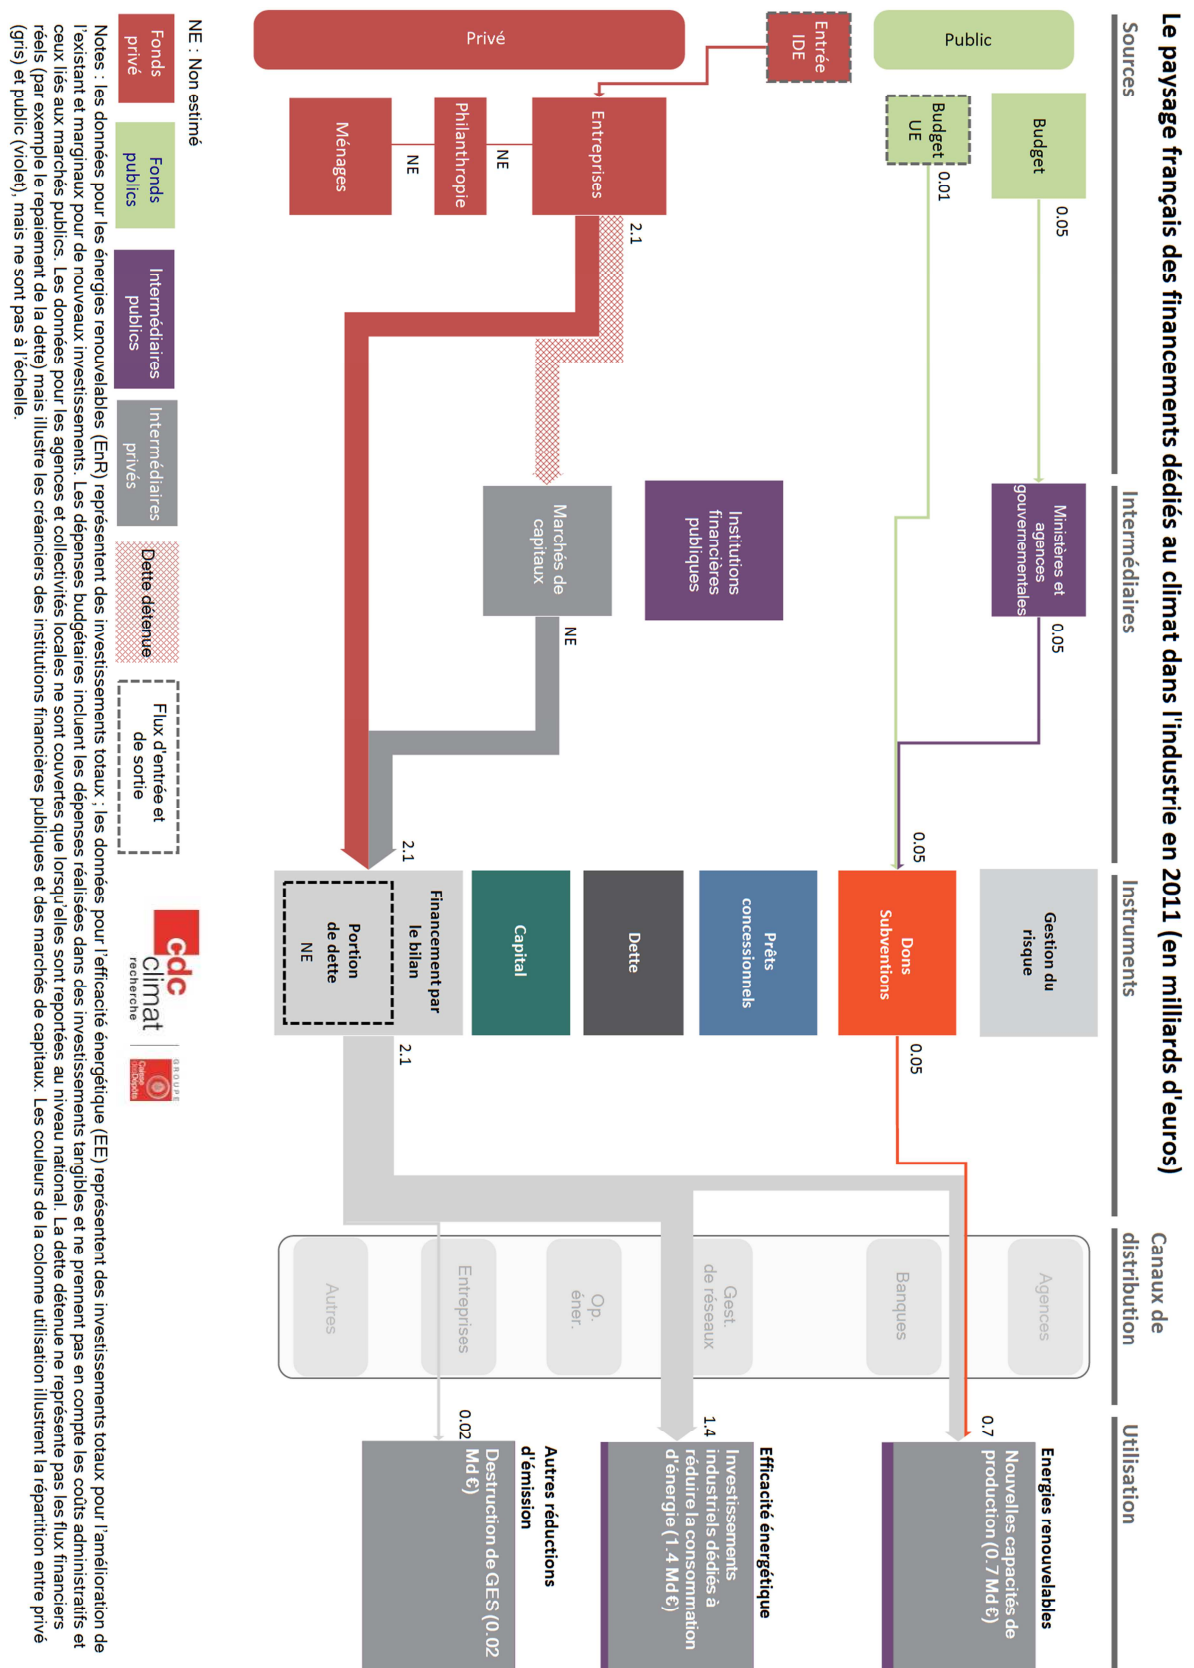 Le paysage français des financements dédiés au climat dans l'industrie en 2011 (en milliards d'euros)
Sources
Intermédiaires
Instruments
Canaux de
distribution
Utilisation
Public
Budget
0.05
Budget
UE
0.01
Entrée
IDE
Privé
Entreprises
2.1
NE
Philanthropie
NE
Ménages
Ministères et
agences
gouvernementales
0.05
Institutions
financières
publiques
Marchés de
capitaux
NE
Gestion du
risque
0.05
Dons
Subventions
0.05
Prêts
concessionnels
Dette
Capital
2.1
Financement par
le bilan
Portion
de dette
NE
2.1
Agences
Banques
Gest.
de réseaux
Op.
éner.
Entreprises
Autres
Energies renouvelables
0.7
Nouvelles capacités de
production (0.7 Md €)
Efficacité énergétique
1.4
Investissements
industriels dédiés à
réduire la consommation
d'énergie (1.4 Md €)
Autres réductions
d'émission
0.02
Destruction de GES (0.02
Md €)
NE : Non estimé
Fonds
privé
Fonds
publics
Intermédiaires
publics
Intermédiaires
privés
Dette détenue
Flux d'entrée et
de sortie
cdc
climat
recherche
GROUPE
Caisse
des Dépôts
Notes : les données pour les énergies renouvelables (EnR) représentent des investissements totaux ; les données pour l'efficacité énergétique (EE) représentent des investissements totaux pour l'amélioration de
l'existant et marginaux pour de nouveaux investissements. Les dépenses budgétaires incluent les dépenses réalisées dans des investissements tangibles et ne prennent pas en compte les coûts administratifs et
ceux liés aux marchés publics. Les données pour les agences et collectivités locales ne sont couvertes que lorsqu'elles sont reportées au niveau national. La dette détenue ne représente pas les flux financiers
réels (par exemple le repaiement de la dette) mais illustre les créanciers des institutions financières publiques et des marchés de capitaux. Les couleurs de la colonne utilisation illustrent la répartition entre privé
(gris) et public (violet), mais ne sont pas à l'échelle.